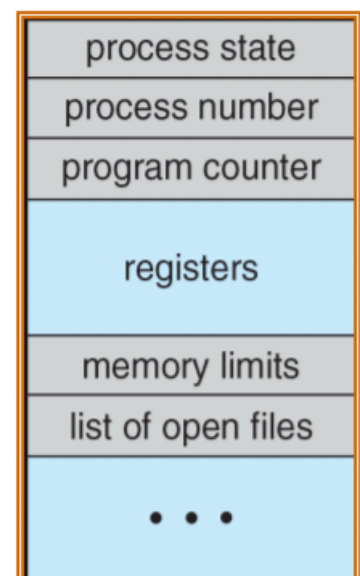 process state
process number
program counter
registers
memory limits
list of open files
• • •